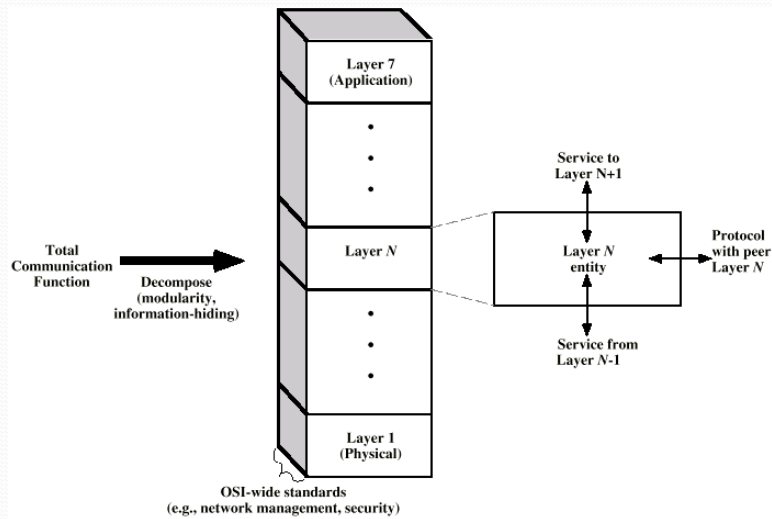 Layer 7
(Application)
Service to
Layer N+1
Total
Communication
Function
Decompose
(modularity,
information-hiding)
Layer N
Layer N
entity
Protocol
with peer
Layer N
Service from
Layer N-1
Layer 1
(Physical)
OSI-wide standards
(e.g., network management, security)